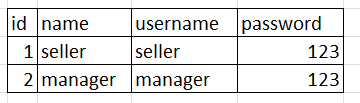 id name username password
1 seller seller 123
2 manager manager 123